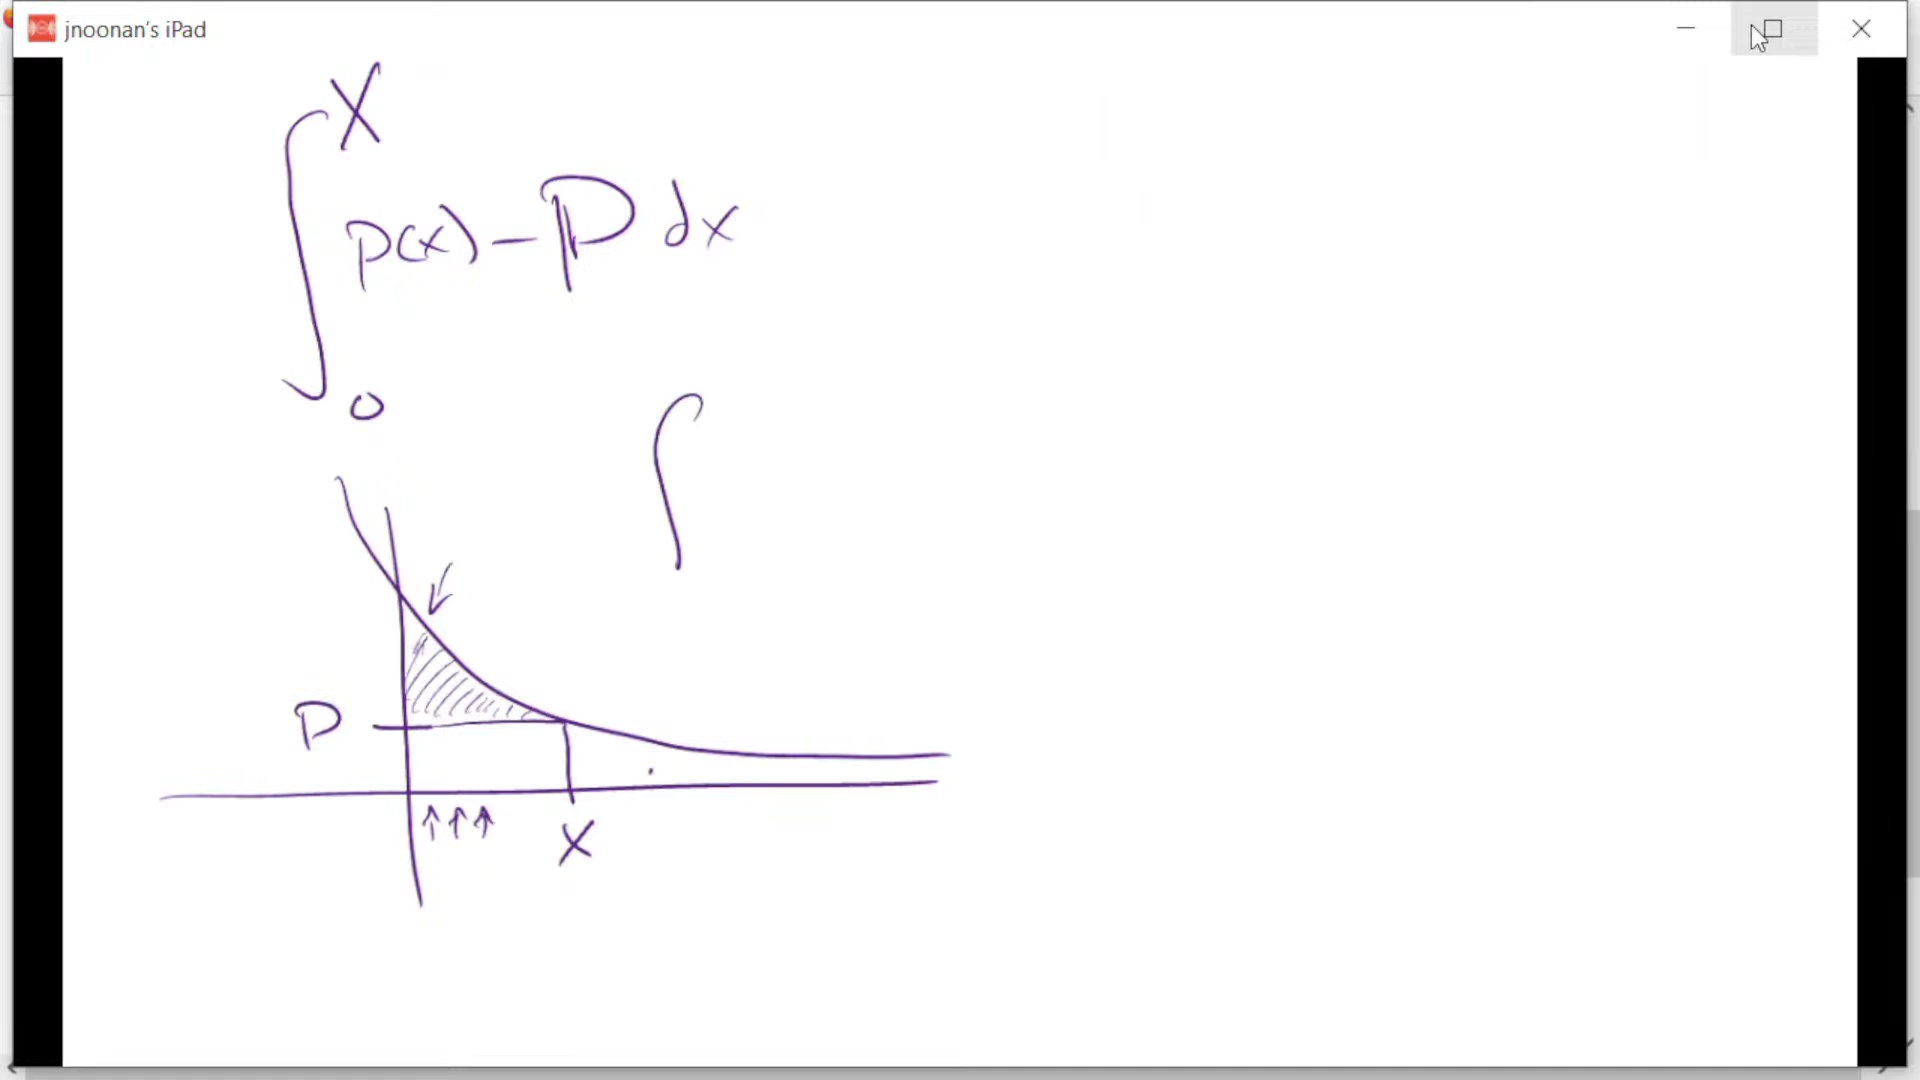 jnoonan's iPad
∫
X
p(x) – P dx
0
∫
P
↑↑↑
X